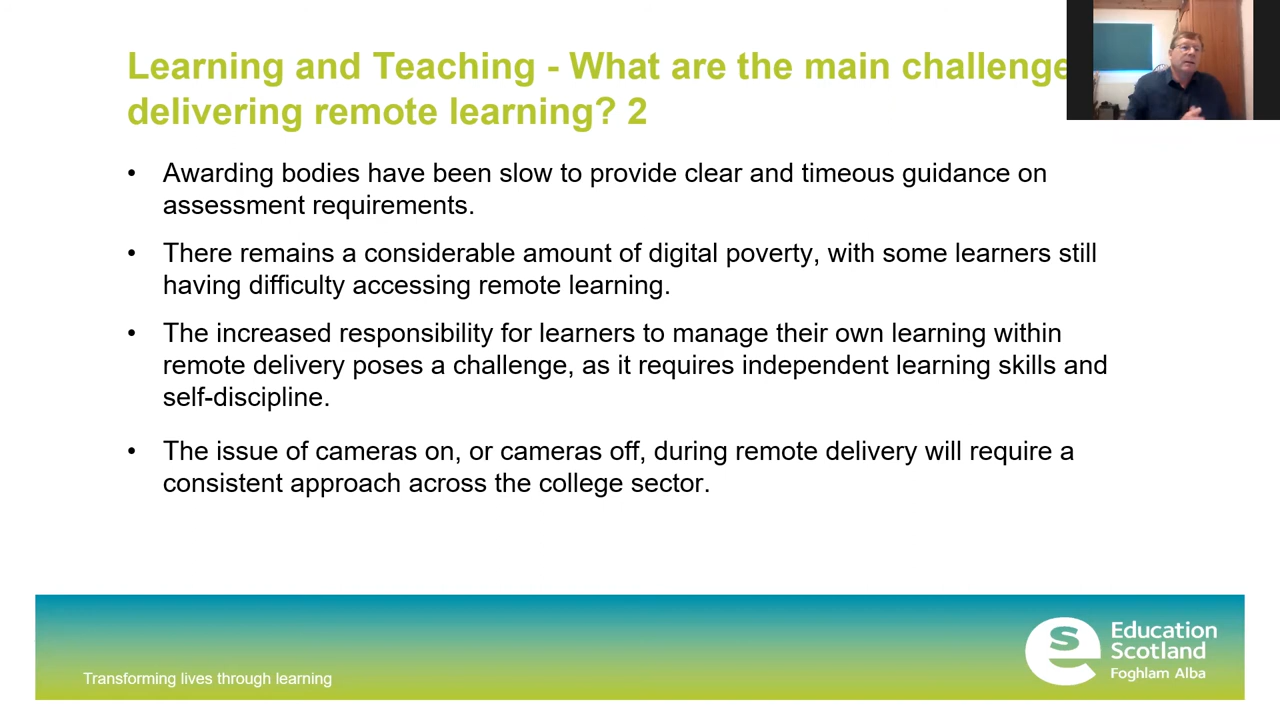 Learning and Teaching - What are the main challenge
delivering remote learning? 2
• Awarding bodies have been slow to provide clear and timeous guidance on
assessment requirements.
• There remains a considerable amount of digital poverty, with some learners still
having difficulty accessing remote learning.
• The increased responsibility for learners to manage their own learning within
remote delivery poses a challenge, as it requires independent learning skills and
self-discipline.
• The issue of cameras on, or cameras off, during remote delivery will require a
consistent approach across the college sector.
Transforming lives through learning
es
Education
Scotland
Foghlam Alba